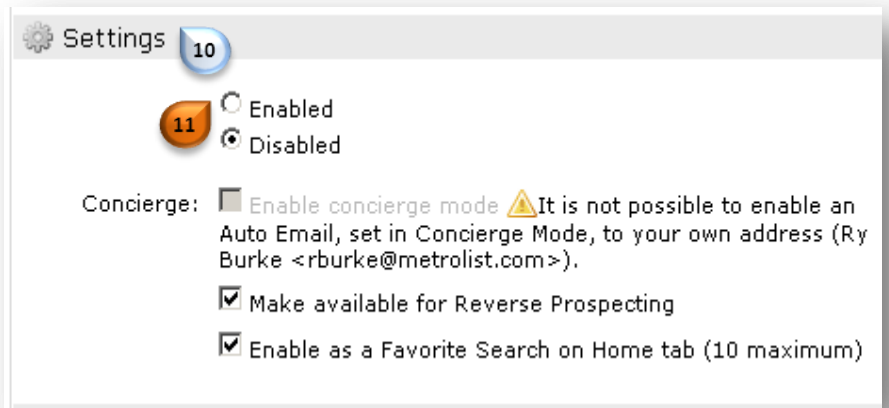 Settings 10
11 Enabled
Disabled
Concierge: Enable concierge mode It is not possible to enable an
Auto Email, set in Concierge Mode, to your own address (Ry
Burke <rburke@metrolist.com>).
Make available for Reverse Prospecting
Enable as a Favorite Search on Home tab (10 maximum)